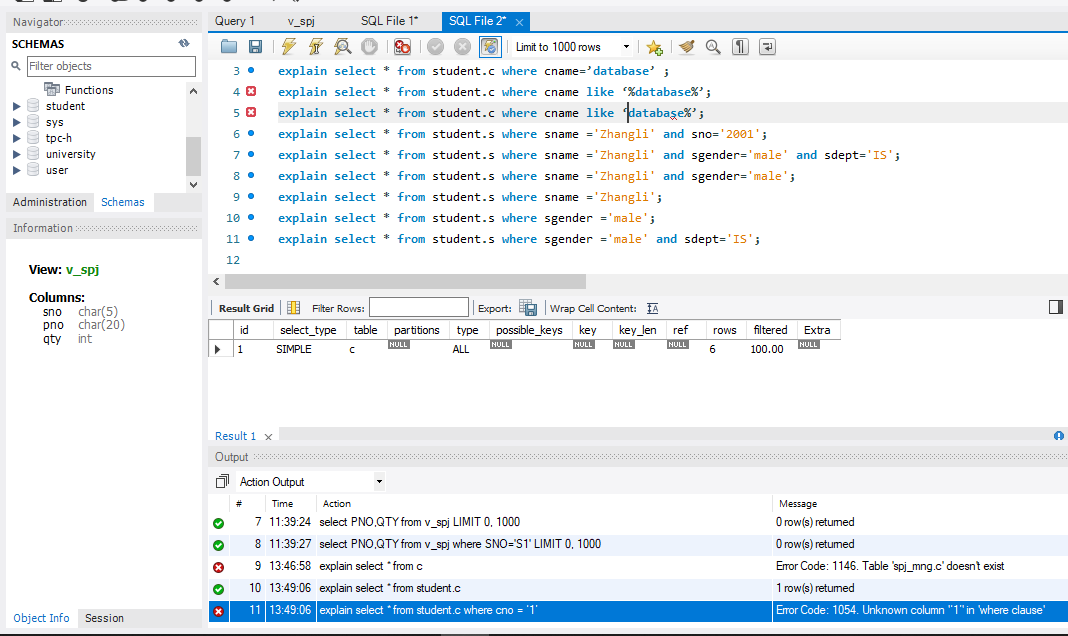 Navigator
SCHEMAS
Filter objects
Functions
student
sys
tpc-h
university
user
Administration Schemas
Information
View: v_spj
Columns:
sno char(5)
pno char(20)
qty int
Object Info Session
Query 1 v_spj SQL File 1* SQL File 2* ×
Limit to 1000 rows
3 explain select * from student.c where cname=’database’ ;
4 explain select * from student.c where cname like ‘%database%’;
5 explain select * from student.c where cname like ‘database%’;
6 explain select * from student.s where sname ='Zhangli' and sno='2001';
7 explain select * from student.s where sname ='Zhangli' and sgender='male' and sdept='IS';
8 explain select * from student.s where sname ='Zhangli' and sgender='male';
9 explain select * from student.s where sname ='Zhangli';
10 explain select * from student.s where sgender ='male';
11 explain select * from student.s where sgender ='male' and sdept='IS';
12
Result Grid Filter Rows: Export: Wrap Cell Content:
id select_type table partitions type possible_keys key key_len ref rows filtered Extra
1 SIMPLE c NULL ALL NULL NULL NULL NULL 6 100.00 NULL
Result 1 ×
Output
Action Output
# Time Action Message
7 11:39:24 select PNO,QTY from v_spj LIMIT 0, 1000 0 row(s) returned
8 11:39:27 select PNO,QTY from v_spj where SNO='S1' LIMIT 0, 1000 0 row(s) returned
9 13:46:58 explain select * from c Error Code: 1146. Table 'spj_mng.c' doesn't exist
10 13:49:06 explain select * from student.c 1 row(s) returned
11 13:49:06 explain select * from student.c where cno = ‘1’ Error Code: 1054. Unknown column '‘1’' in 'where clause'